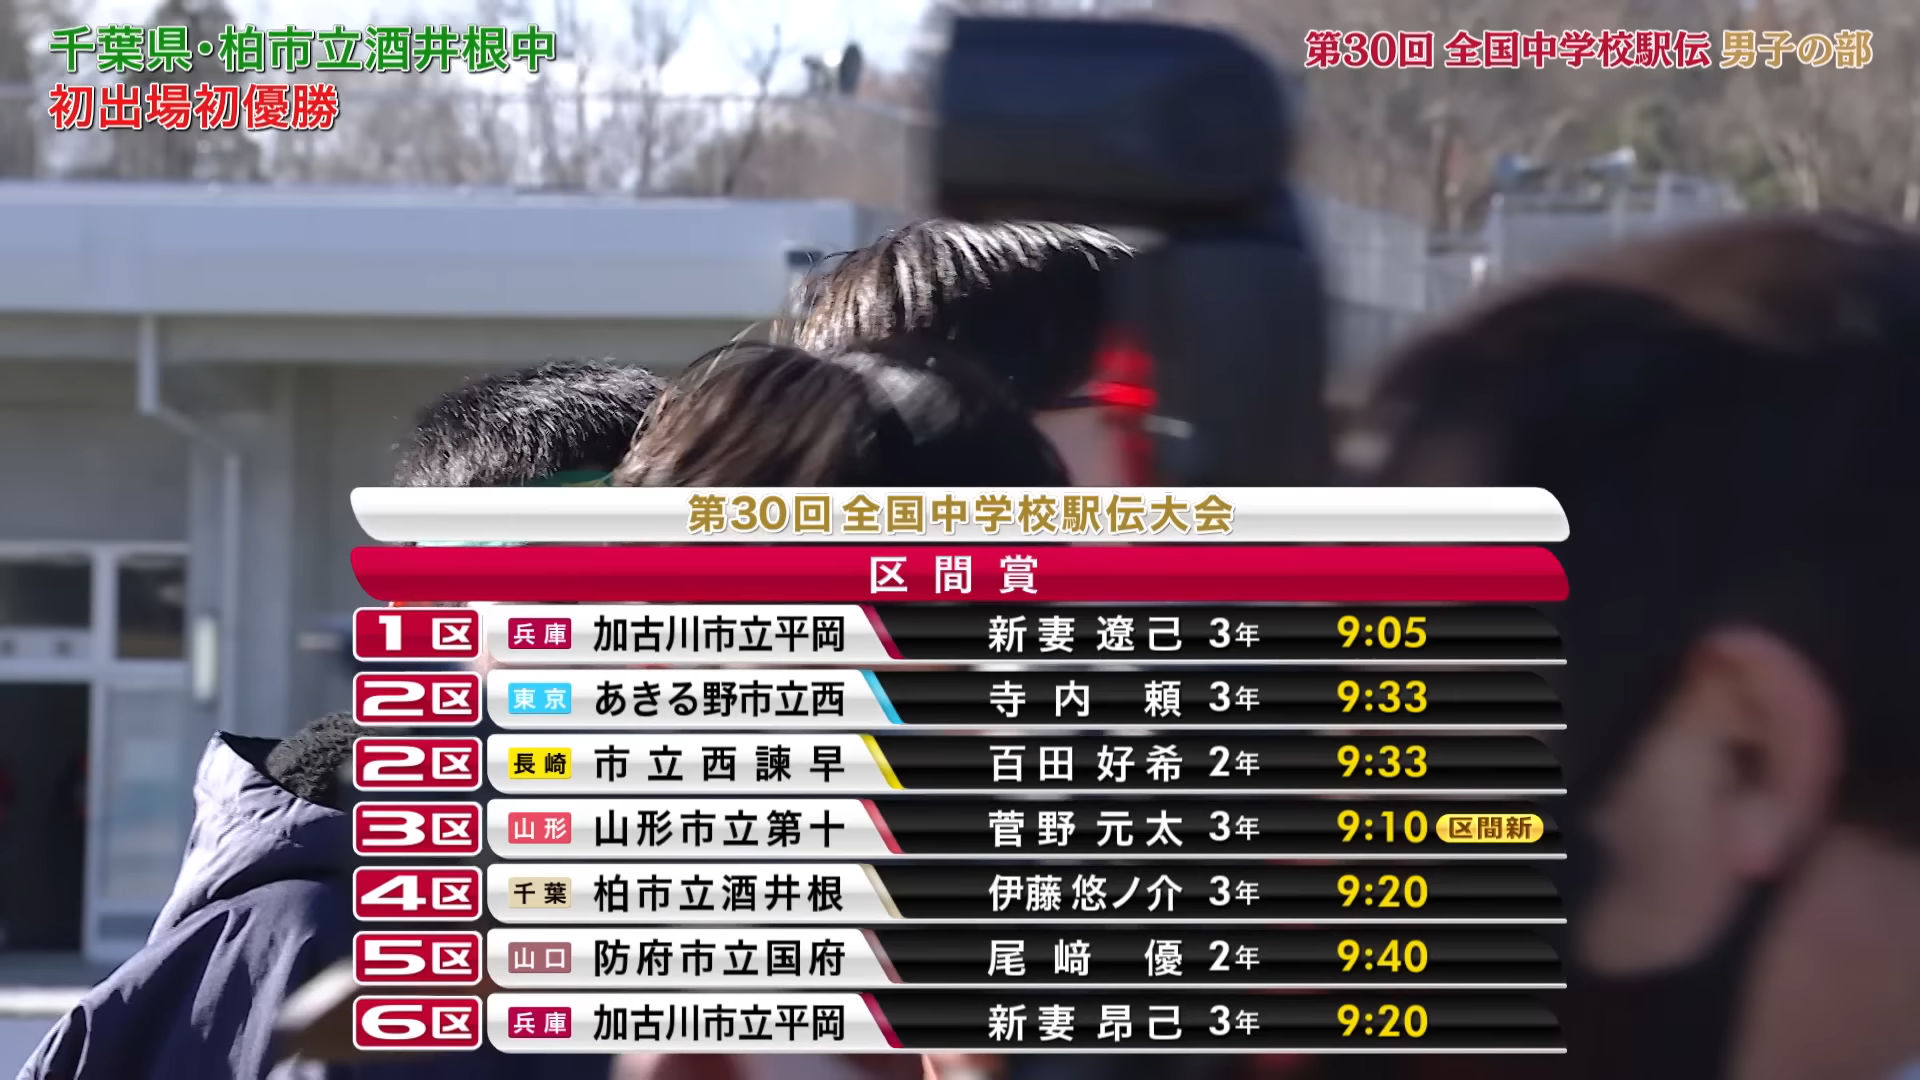 千葉県・柏市立酒井根中
初出場初優勝
第30回 全国中学校駅伝 男子の部
第30回 全国中学校駅伝大会
区間賞
1区 兵庫 加古川市立平岡 新妻 遼己 3年 9:05
2区 東京 あきる野市立西 寺内 頼 3年 9:33
2区 長崎 市立西諫早 百田 好希 2年 9:33
3区 山形 山形市立第十 菅野 元太 3年 9:10 区間新
4区 千葉 柏市立酒井根 伊藤 悠ノ介 3年 9:20
5区 山口 防府市立国府 尾﨑 優 2年 9:40
6区 兵庫 加古川市立平岡 新妻 昂己 3年 9:20